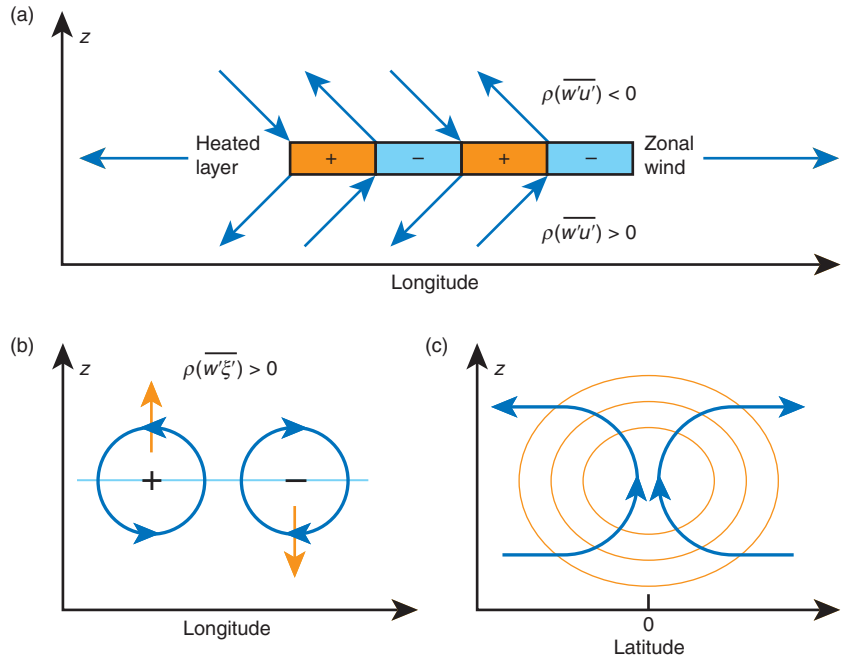 (a)
z
ρ(w′u′) < 0
Heated
layer
+ − + −
Zonal
wind
ρ(w′u′) > 0
Longitude
(b)
z
ρ(w′ξ′) > 0
+ −
Longitude
(c)
z
0
Latitude